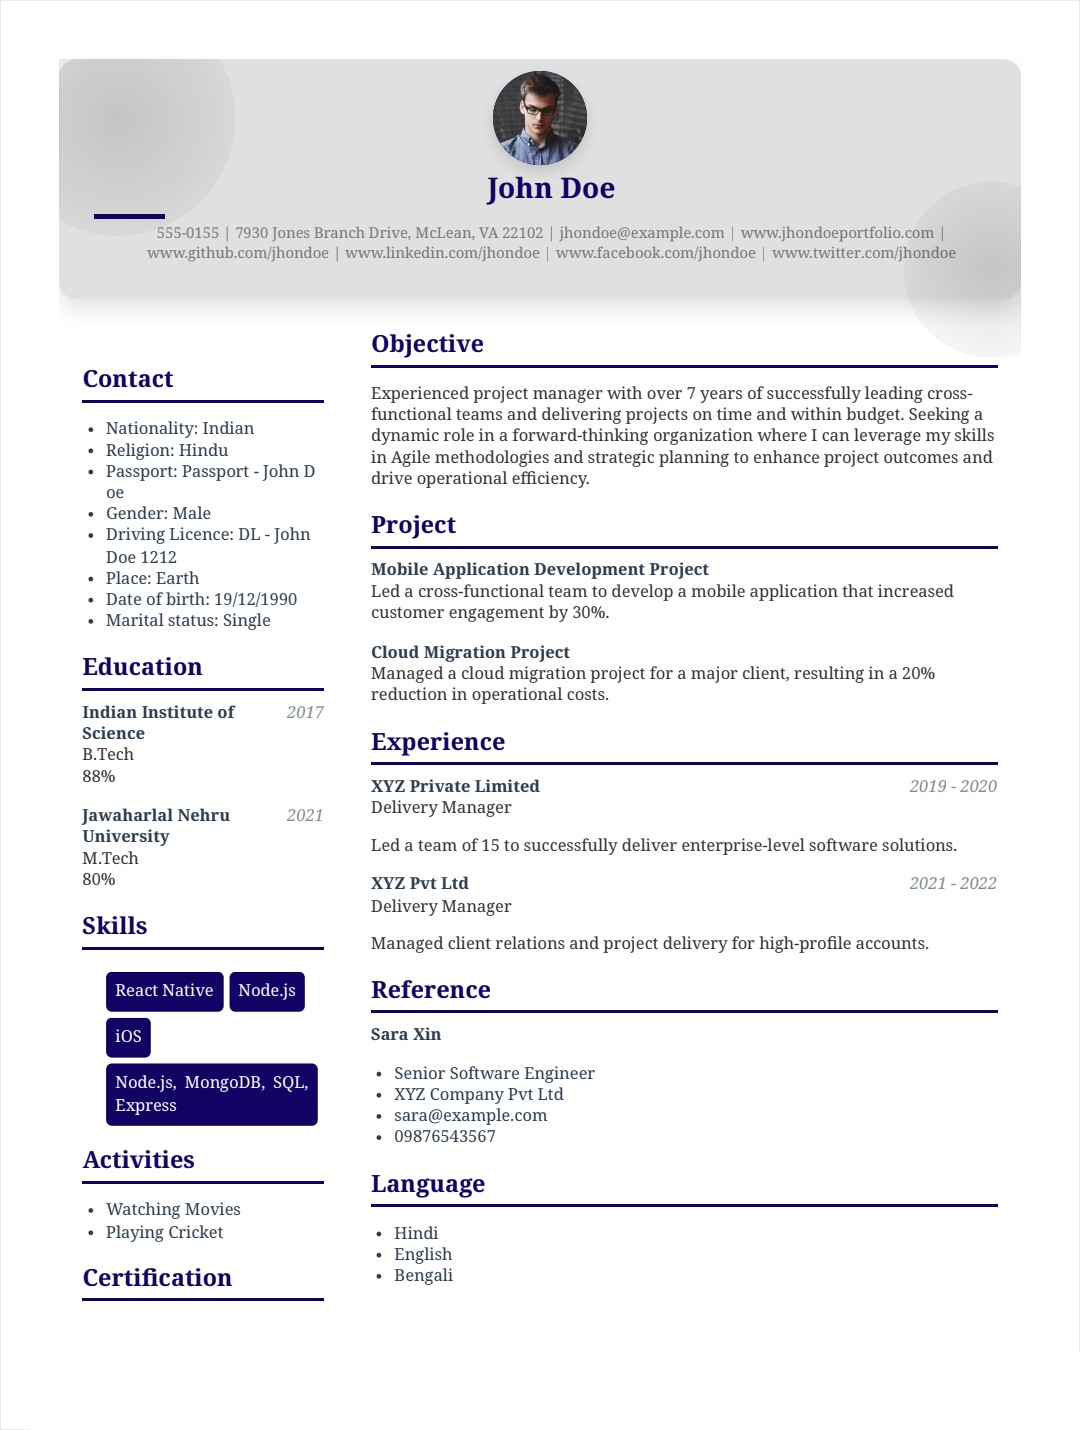 John Doe
555-0155 | 7930 Jones Branch Drive, McLean, VA 22102 | jhondoe@example.com | www.jhondoeportfolio.com |
www.github.com/jhondoe | www.linkedin.com/jhondoe | www.facebook.com/jhondoe | www.twitter.com/jhondoe
Contact
• Nationality: Indian
• Religion: Hindu
• Passport: Passport - John D
oe
• Gender: Male
• Driving Licence: DL - John
Doe 1212
• Place: Earth
• Date of birth: 19/12/1990
• Marital status: Single
Education
Indian Institute of 2017
Science
B.Tech
88%
Jawaharlal Nehru 2021
University
M.Tech
80%
Skills
React Native Node.js
iOS
Node.js, MongoDB, SQL,
Express
Activities
• Watching Movies
• Playing Cricket
Certification
Objective
Experienced project manager with over 7 years of successfully leading cross-
functional teams and delivering projects on time and within budget. Seeking a
dynamic role in a forward-thinking organization where I can leverage my skills
in Agile methodologies and strategic planning to enhance project outcomes and
drive operational efficiency.
Project
Mobile Application Development Project
Led a cross-functional team to develop a mobile application that increased
customer engagement by 30%.
Cloud Migration Project
Managed a cloud migration project for a major client, resulting in a 20%
reduction in operational costs.
Experience
XYZ Private Limited 2019 - 2020
Delivery Manager
Led a team of 15 to successfully deliver enterprise-level software solutions.
XYZ Pvt Ltd 2021 - 2022
Delivery Manager
Managed client relations and project delivery for high-profile accounts.
Reference
Sara Xin
• Senior Software Engineer
• XYZ Company Pvt Ltd
• sara@example.com
• 09876543567
Language
• Hindi
• English
• Bengali